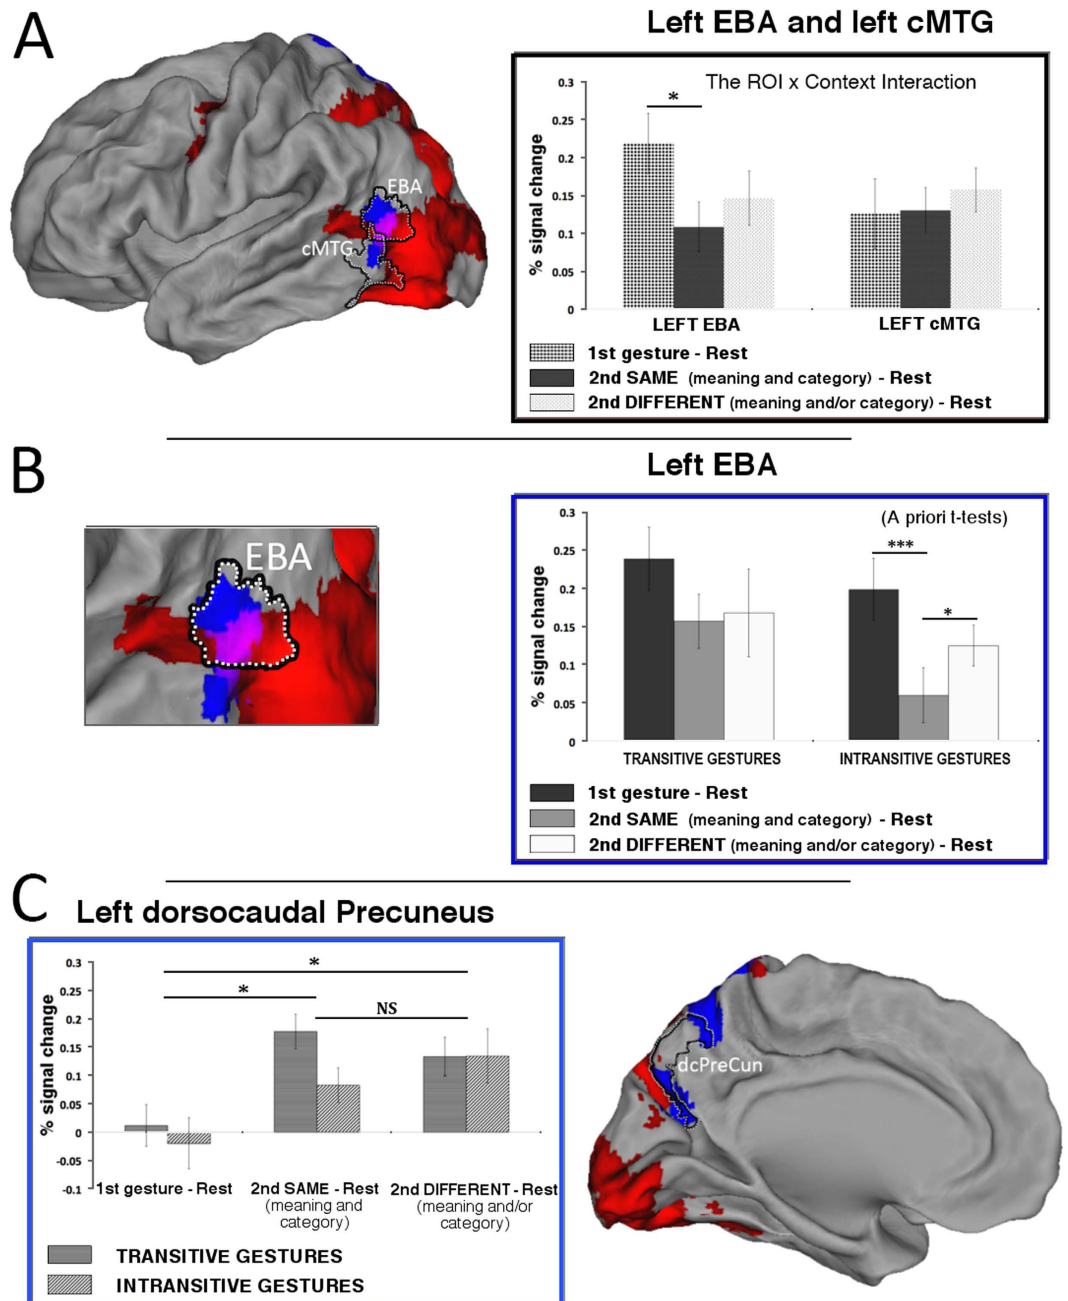 A
Left EBA and left cMTG
EBA
cMTG
The ROI x Context Interaction
*
% signal change
0.3
0.25
0.2
0.15
0.1
0.05
0
LEFT EBA
LEFT cMTG
1st gesture - Rest
2nd SAME (meaning and category) - Rest
2nd DIFFERENT (meaning and/or category) - Rest
B
Left EBA
EBA
(A priori t-tests)
***
*
% signal change
0.3
0.25
0.2
0.15
0.1
0.05
0
TRANSITIVE GESTURES
INTRANSITIVE GESTURES
1st gesture - Rest
2nd SAME (meaning and category) - Rest
2nd DIFFERENT (meaning and/or category) - Rest
C
Left dorsocaudal Precuneus
*
*
NS
% signal change
0.3
0.25
0.2
0.15
0.1
0.05
0
-0.05
-0.1
1st gesture - Rest
2nd SAME - Rest
(meaning and
category)
2nd DIFFERENT - Rest
(meaning and/or
category)
TRANSITIVE GESTURES
INTRANSITIVE GESTURES
dcPreCun